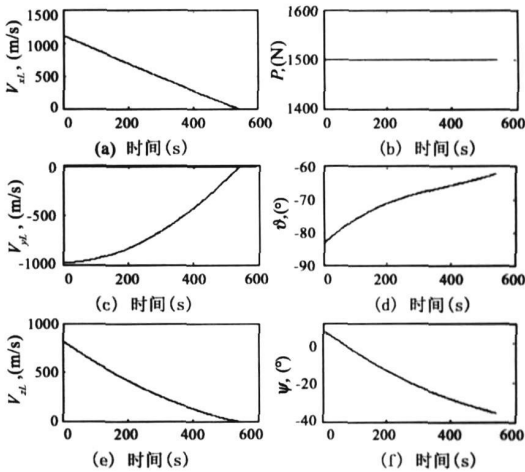 V_xL, (m/s)
1500
1000
500
0
0 200 400 600
(a) 时间(s)
P,(N)
1600
1500
1400
0 200 400 600
(b) 时间(s)
V_yL, (m/s)
0
-500
-1000
0 200 400 600
(c) 时间(s)
ϑ,(°)
-60
-70
-80
-90
0 200 400 600
(d) 时间(s)
V_zL,(m/s)
1000
500
0
0 200 400 600
(e) 时间(s)
ψ, (°)
0
-20
-40
0 200 400 600
(f) 时间(s)